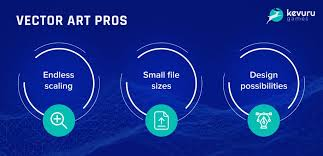 VECTOR ART PROS
kevuru
games
Endless
scaling
Small file
sizes
Design
possibilities